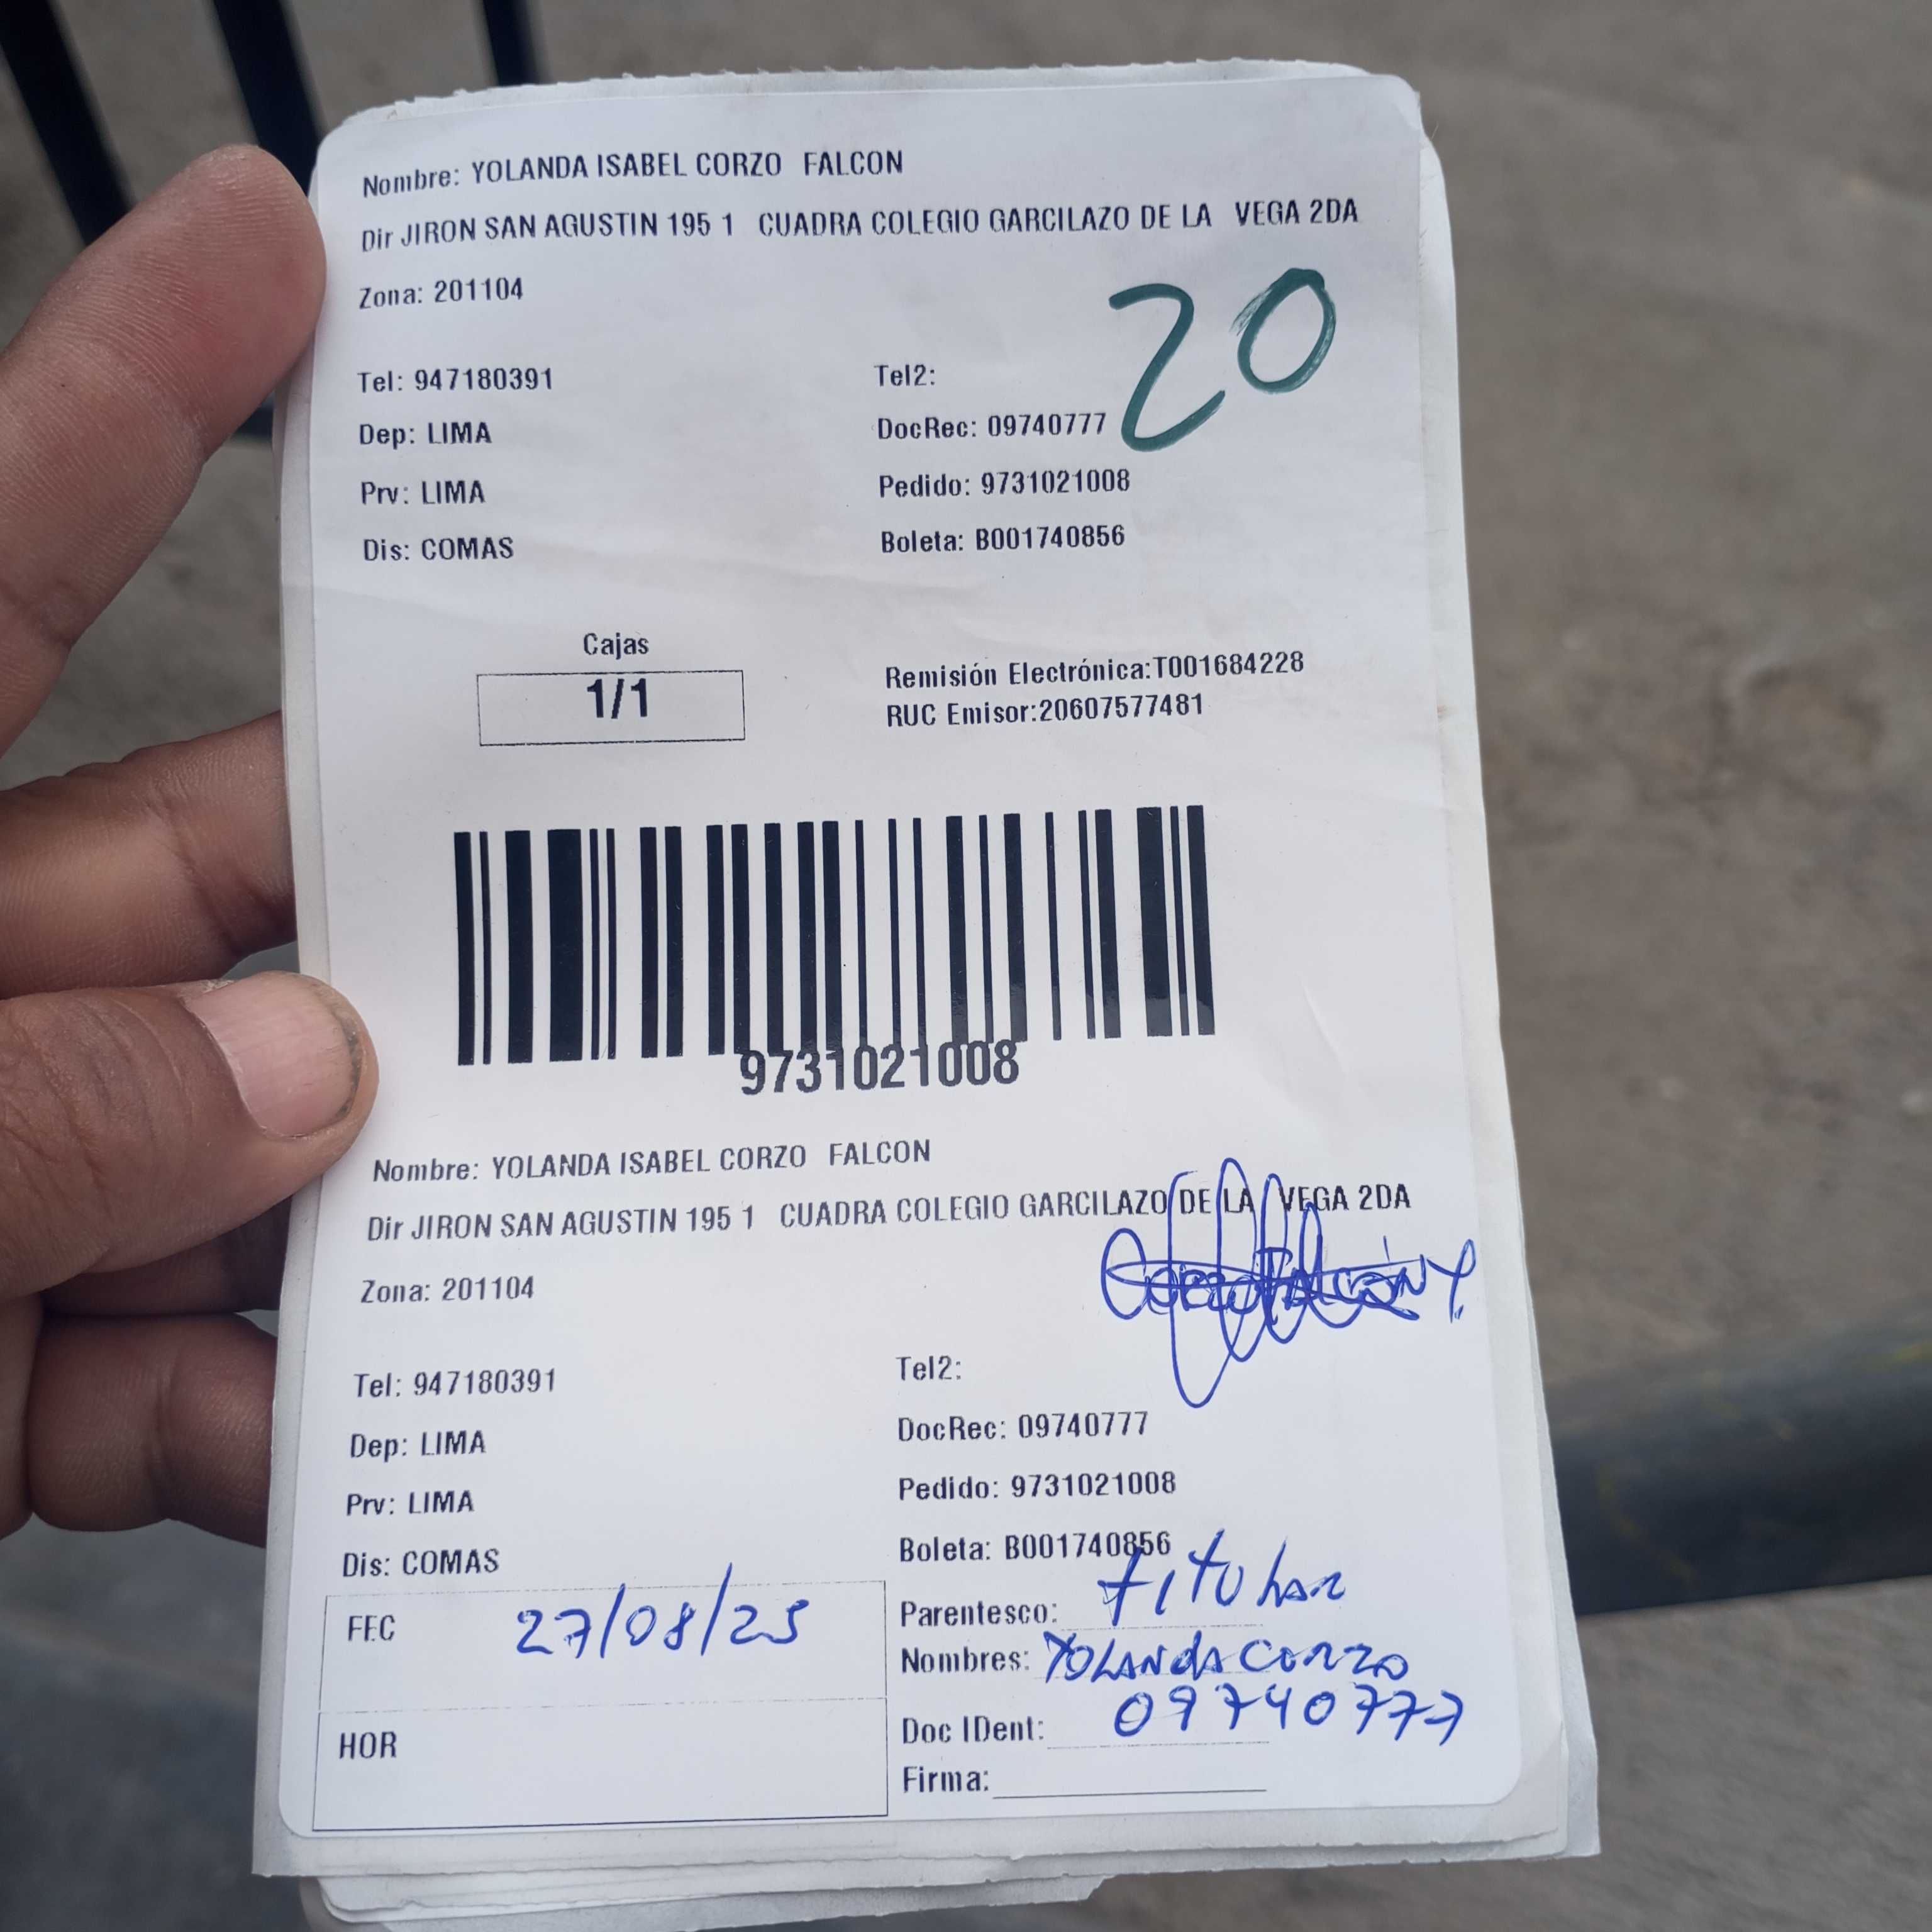 Nombre: YOLANDA ISABEL CORZO FALCON
Dir JIRON SAN AGUSTIN 195 1 CUADRA COLEGIO GARCILAZO DE LA VEGA 2DA
Zona: 201104
20
Tel: 947180391 Tel2:
Dep: LIMA DocRec: 09740777
Prv: LIMA Pedido: 9731021008
Dis: COMAS Boleta: B001740856
Cajas
1/1
Remisión Electrónica:T001684228
RUC Emisor:20607577481
9731021008
Nombre: YOLANDA ISABEL CORZO FALCON
Dir JIRON SAN AGUSTIN 195 1 CUADRA COLEGIO GARCILAZO DE LA VEGA 2DA
Zona: 201104
CORZO FALCÓN Y.
Tel: 947180391 Tel2:
Dep: LIMA DocRec: 09740777
Prv: LIMA Pedido: 9731021008
Dis: COMAS Boleta: B001740856
FEC 27/08/25
Parentesco: titular
Nombres: YOLANDA CORZO
Doc IDent: 09740777
HOR
Firma: